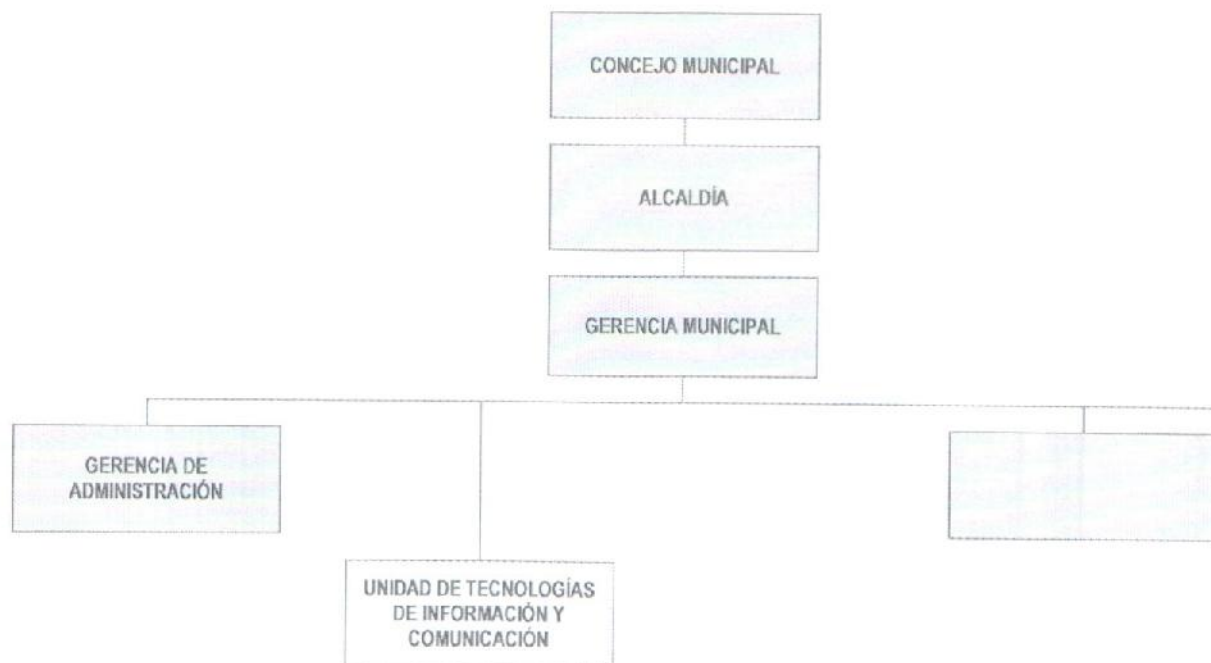 CONCEJO MUNICIPAL
ALCALDÍA
GERENCIA MUNICIPAL
GERENCIA DE
ADMINISTRACIÓN
UNIDAD DE TECNOLOGÍAS
DE INFORMACIÓN Y
COMUNICACIÓN